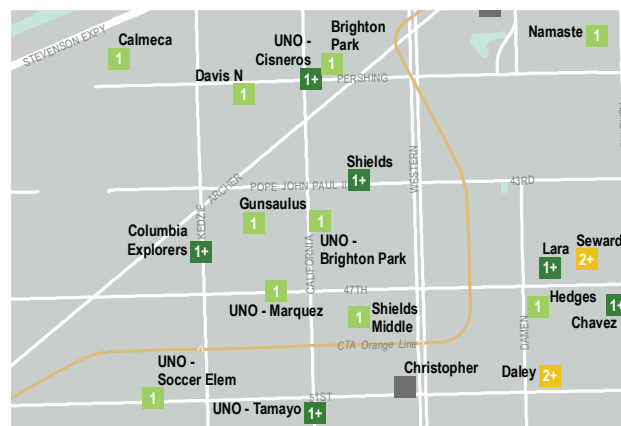 STEVENSON EXPY
Calmeca
1
UNO -
Cisneros
1+
Brighton
Park
1
Namaste
1
Davis N
1
PERSHING
Shields
1+
POPE JOHN PAUL II
43RD
WESTERN
ARCHER
KEDZIE
Gunsaulus
1
1
UNO -
Brighton Park
Columbia
Explorers
1+
CALIFORNIA
Lara
1+
Seward
2+
UNO - Marquez
1
47TH
Shields
Middle
1
Hedges
1
Chavez
1+
DAMEN
CTA Orange Line
UNO -
Soccer Elem
1
Christopher
Daley
2+
51ST
UNO - Tamayo
1+